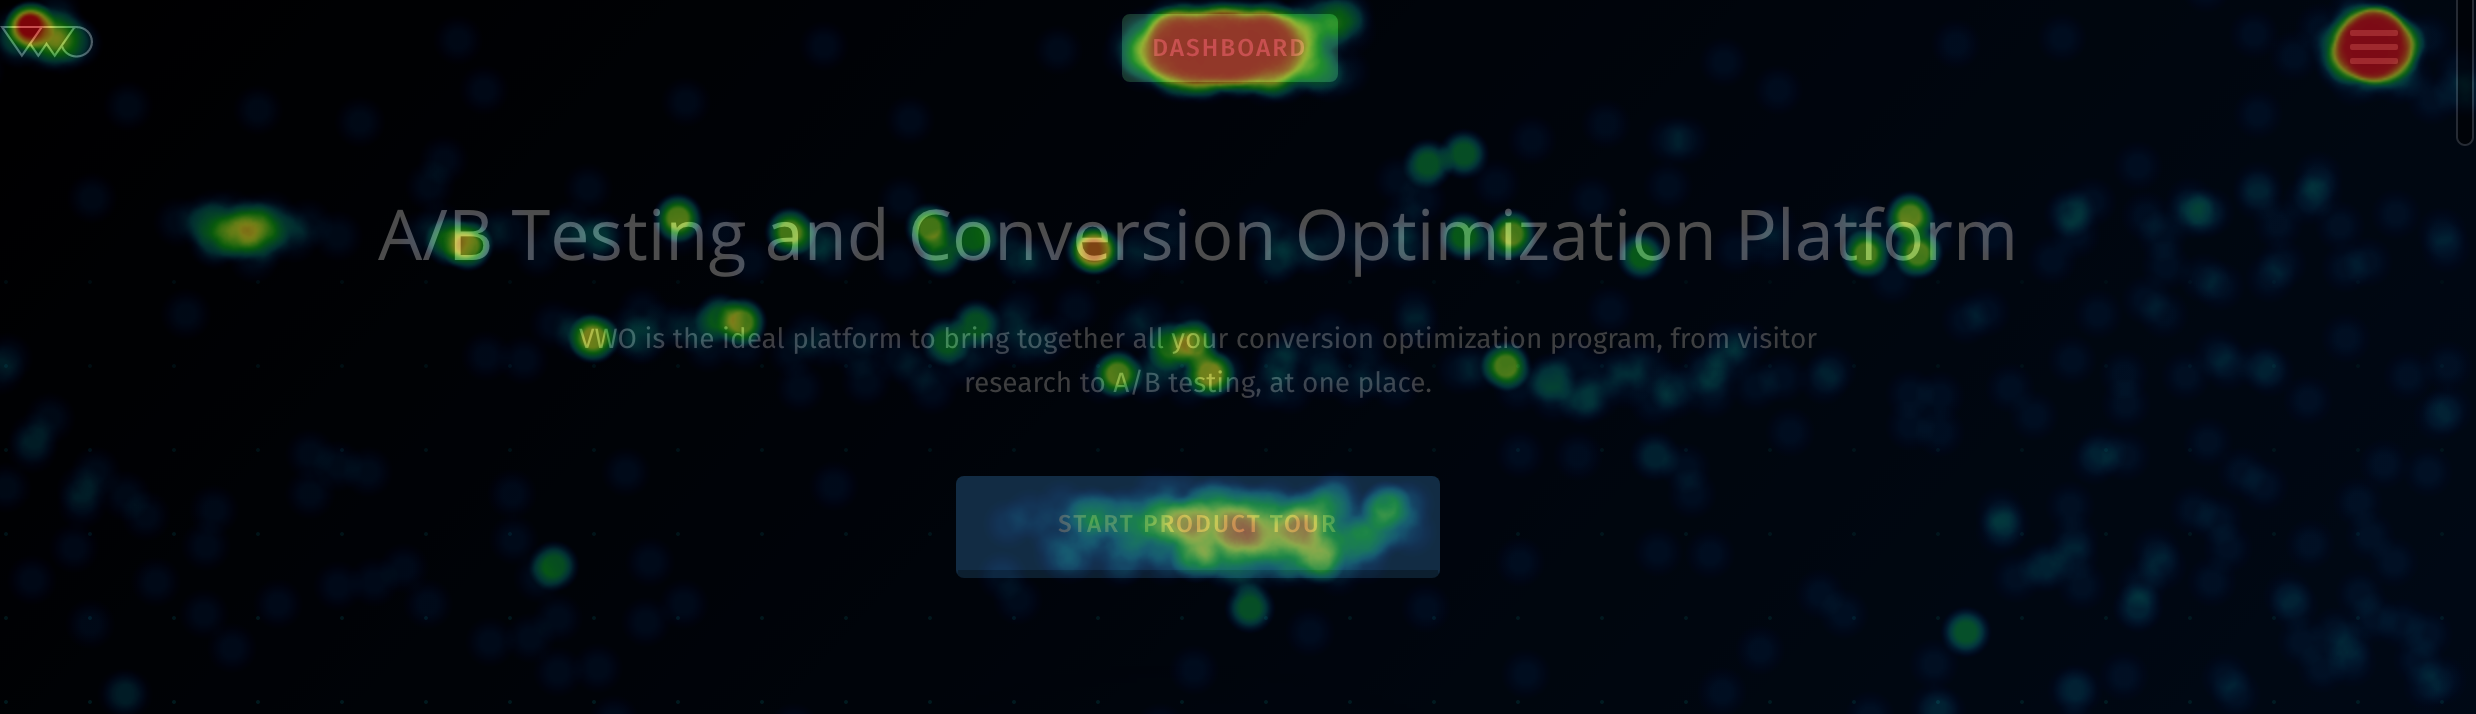 VWO
DASHBOARD
A/B Testing and Conversion Optimization Platform
VWO is the ideal platform to bring together all your conversion optimization program, from visitor
research to A/B testing, at one place.
START PRODUCT TOUR